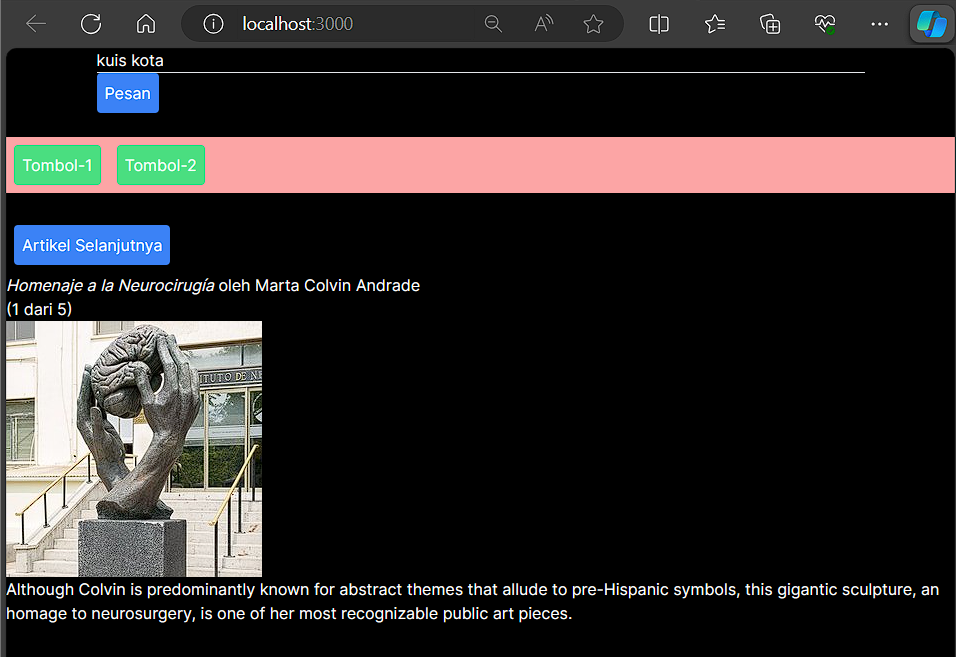 localhost:3000
kuis kota
Pesan
Tombol-1 Tombol-2
Artikel Selanjutnya
Homenaje a la Neurocirugía oleh Marta Colvin Andrade
(1 dari 5)
ITUTO DE NE
Although Colvin is predominantly known for abstract themes that allude to pre-Hispanic symbols, this gigantic sculpture, an
homage to neurosurgery, is one of her most recognizable public art pieces.